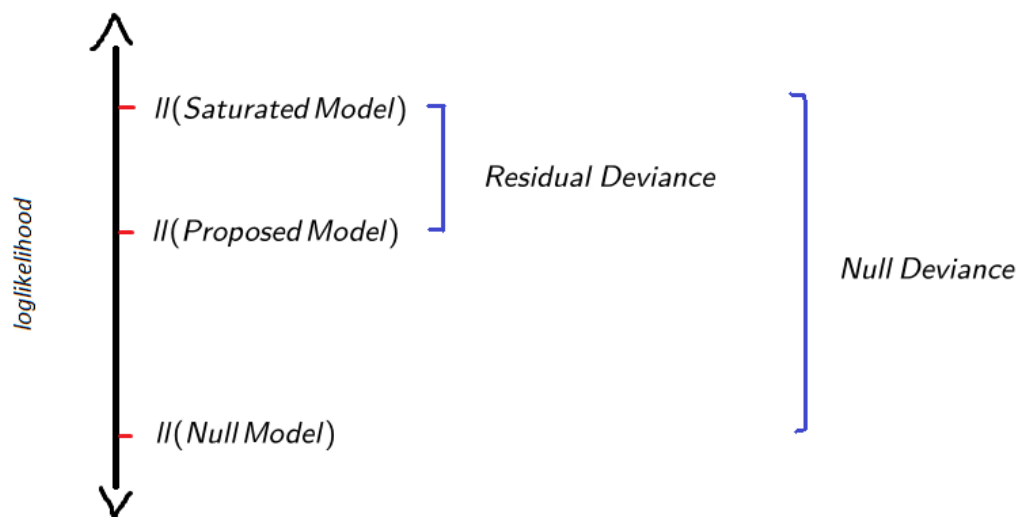 ll(Saturated Model)
Residual Deviance
loglikelihood
ll(Proposed Model)
Null Deviance
ll(Null Model)